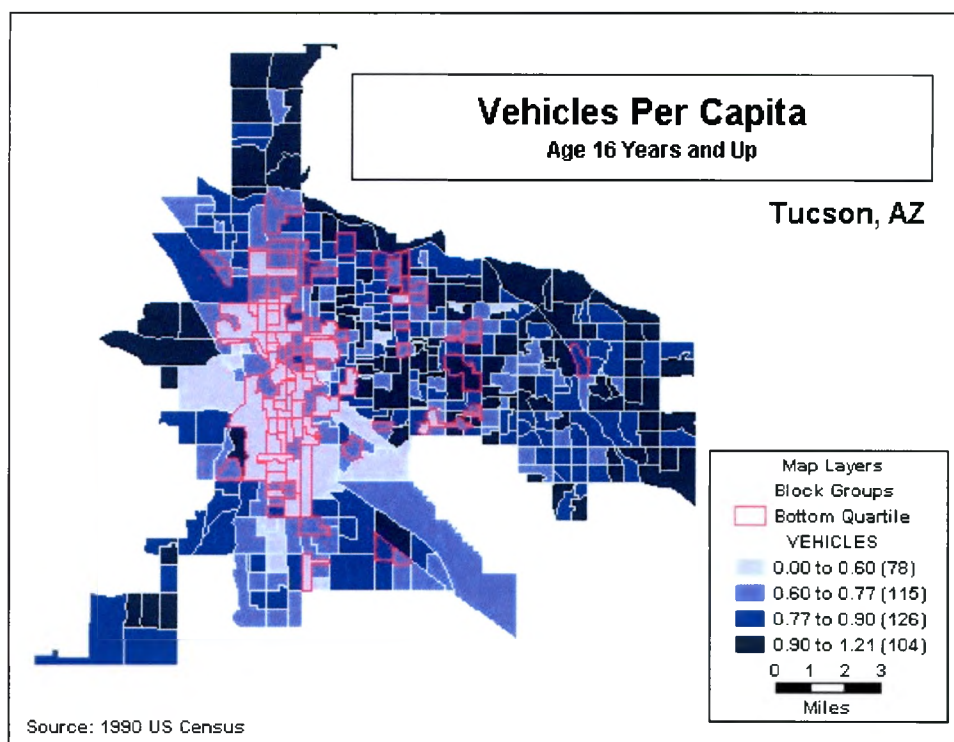 Vehicles Per Capita
Age 16 Years and Up
Tucson, AZ
Map Layers
Block Groups
Bottom Quartile
VEHICLES
0.00 to 0.60 (78)
0.60 to 0.77 (115)
0.77 to 0.90 (126)
0.90 to 1.21 (104)
0 1 2 3
Miles
Source: 1990 US Census